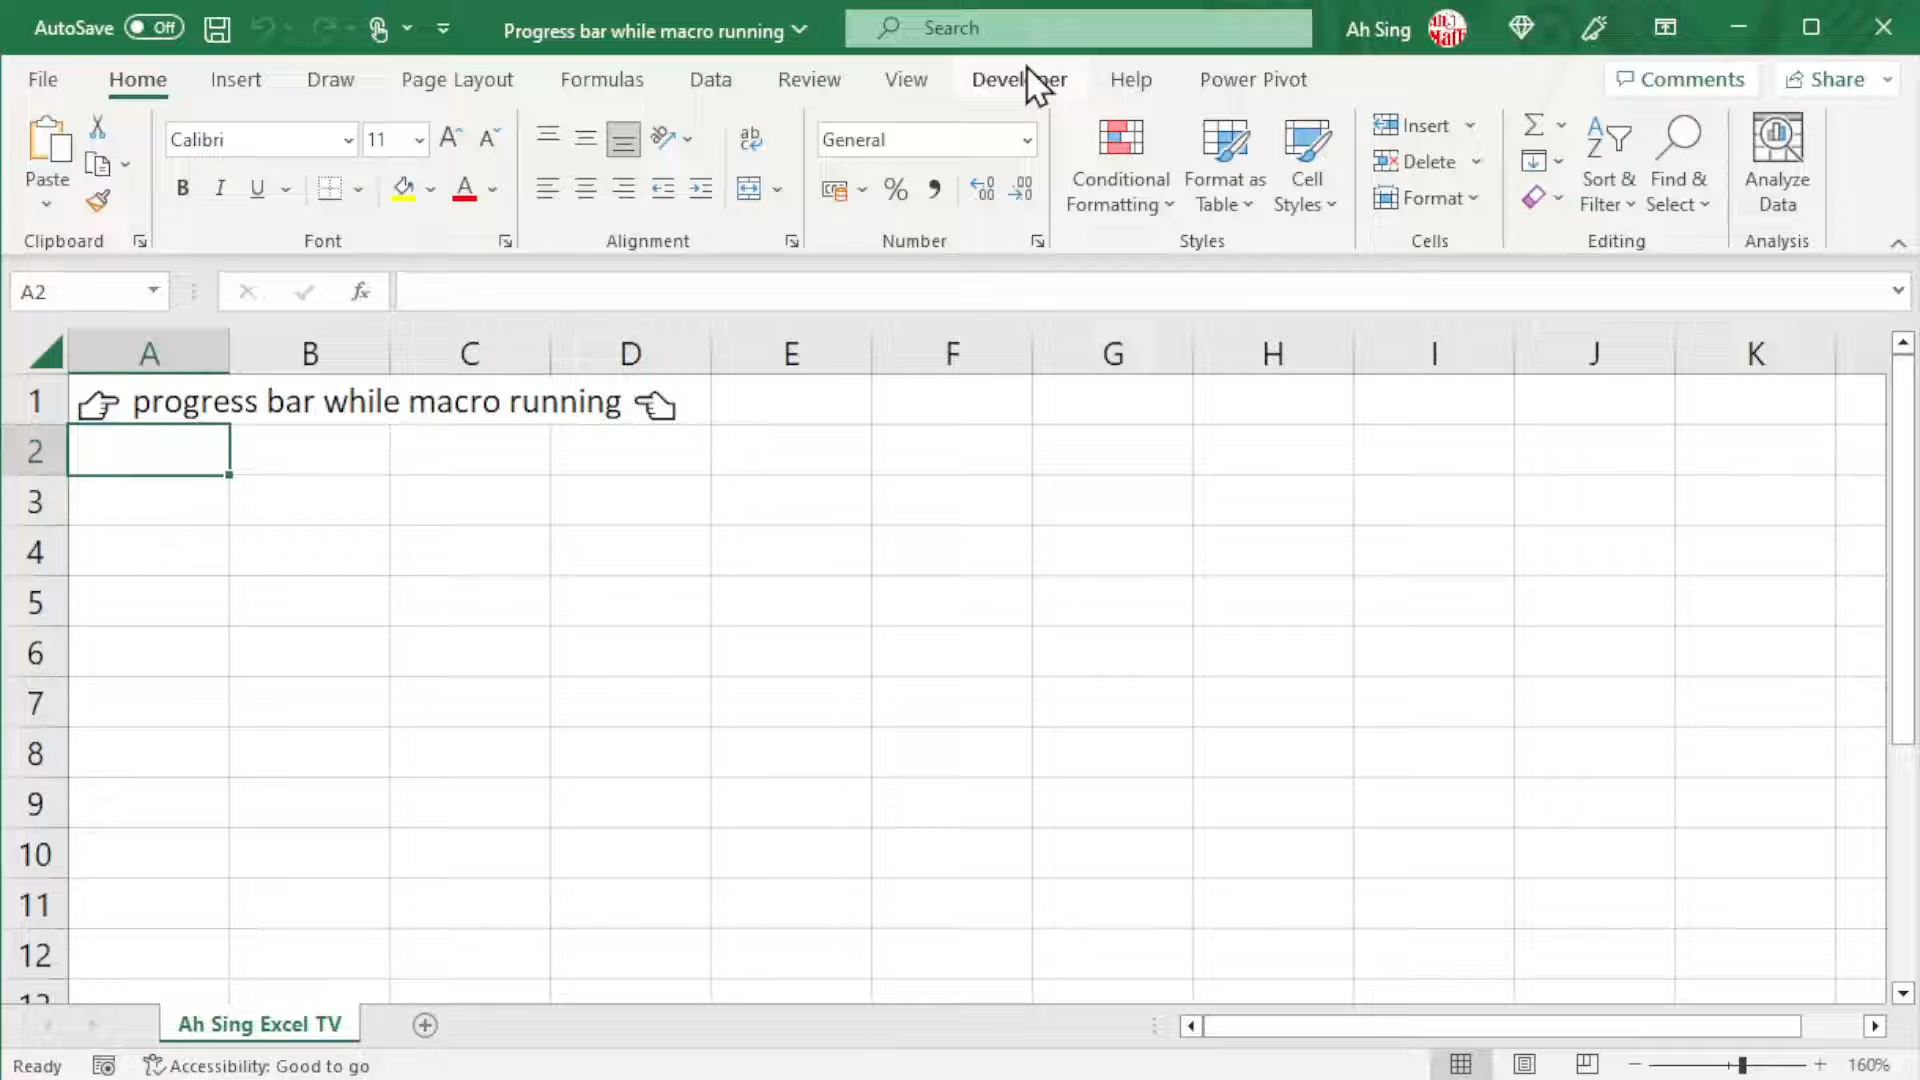 AutoSave Off Progress bar while macro running Search Ah Sing
File Home Insert Draw Page Layout Formulas Data Review View Developer Help Power Pivot Comments Share
Paste
Clipboard
Calibri 11
B I U A
Font
ab
Alignment
General
%
Number
Conditional Formatting
Format as Table
Cell Styles
Styles
Insert
Delete
Format
Cells
Sort & Filter
Find & Select
Editing
Analyze Data
Analysis
A2 fx
A B C D E F G H I J K
1 progress bar while macro running
2
3
4
5
6
7
8
9
10
11
12
13
Ah Sing Excel TV
Ready Accessibility: Good to go 160%